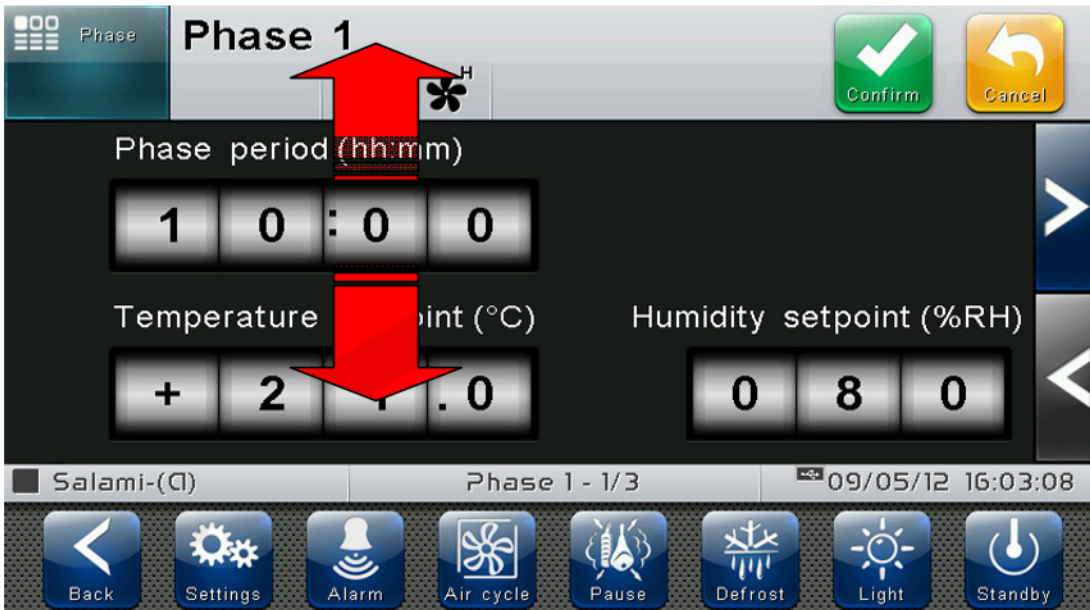 Phase
Phase 1
H
Confirm
Cancel
Phase period (hh:mm)
1 0 : 0 0
Temperature int (°C)
Humidity setpoint (%RH)
+ 2 . 0
0 8 0
Salami-(A)
Phase 1 - 1/3
09/05/12 16:03:08
Back
Settings
Alarm
Air cycle
Pause
Defrost
Light
Standby